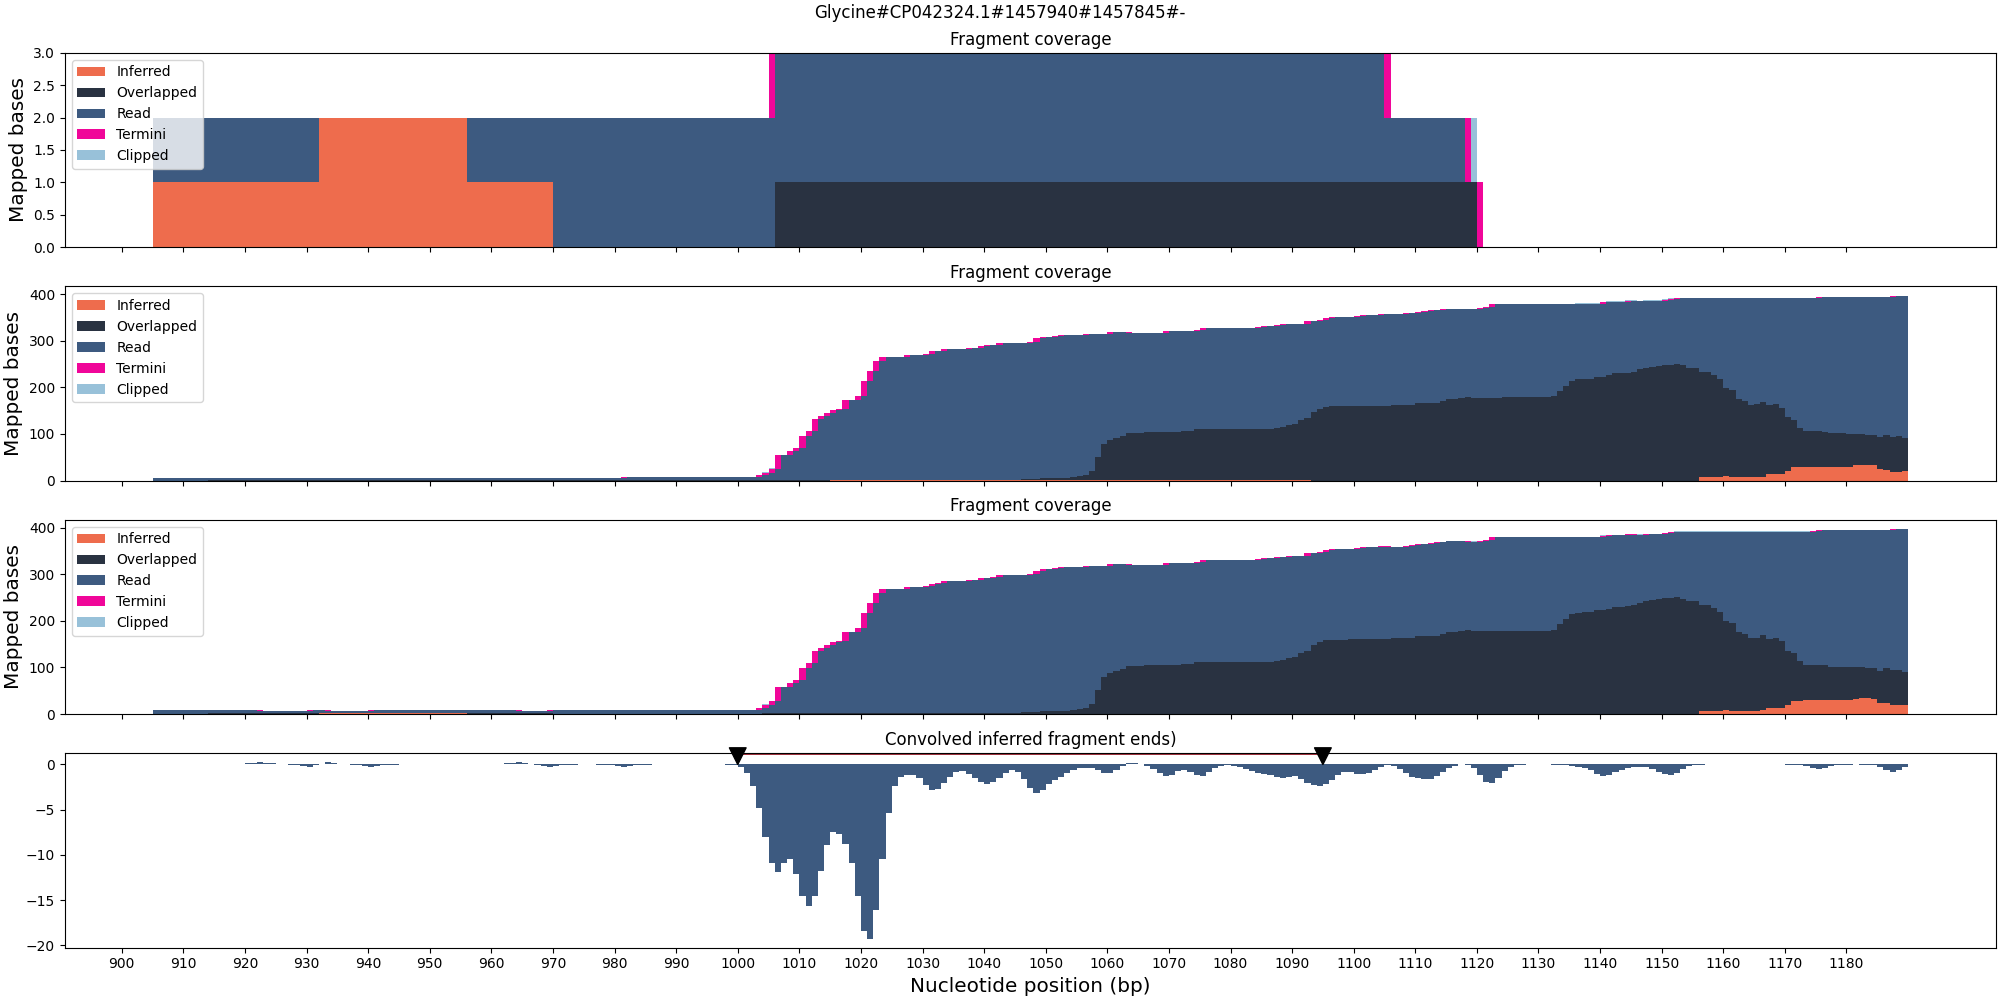 Glycine#CP042324.1#1457940#1457845#-
Fragment coverage
3.0
2.5
2.0
1.5
1.0
0.5
0.0
Mapped bases
Inferred
Overlapped
Read
Termini
Clipped
Fragment coverage
400
300
200
100
0
Mapped bases
Inferred
Overlapped
Read
Termini
Clipped
Fragment coverage
400
300
200
100
0
Mapped bases
Inferred
Overlapped
Read
Termini
Clipped
Convolved inferred fragment ends)
0
−5
−10
−15
−20
900 910 920 930 940 950 960 970 980 990 1000 1010 1020 1030 1040 1050 1060 1070 1080 1090 1100 1110 1120 1130 1140 1150 1160 1170 1180
Nucleotide position (bp)